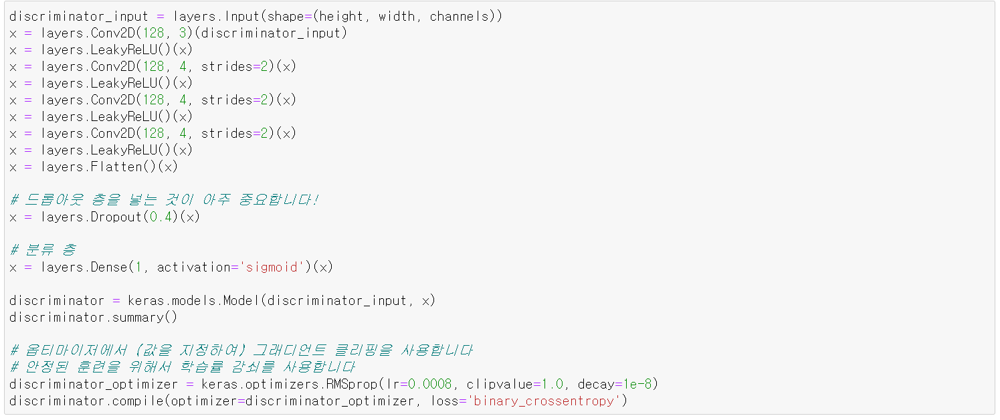 discriminator_input = layers.Input(shape=(height, width, channels))
x = layers.Conv2D(128, 3)(discriminator_input)
x = layers.LeakyReLU()(x)
x = layers.Conv2D(128, 4, strides=2)(x)
x = layers.LeakyReLU()(x)
x = layers.Conv2D(128, 4, strides=2)(x)
x = layers.LeakyReLU()(x)
x = layers.Conv2D(128, 4, strides=2)(x)
x = layers.LeakyReLU()(x)
x = layers.Flatten()(x)
# 드롭아웃 층을 넣는 것이 아주 중요합니다!
x = layers.Dropout(0.4)(x)
# 분류 층
x = layers.Dense(1, activation='sigmoid')(x)
discriminator = keras.models.Model(discriminator_input, x)
discriminator.summary()
# 옵티마이저에서 (값을 지정하여) 그래디언트 클리핑을 사용합니다
# 안정된 훈련을 위해서 학습률 감쇠를 사용합니다
discriminator_optimizer = keras.optimizers.RMSprop(lr=0.0008, clipvalue=1.0, decay=1e-8)
discriminator.compile(optimizer=discriminator_optimizer, loss='binary_crossentropy')